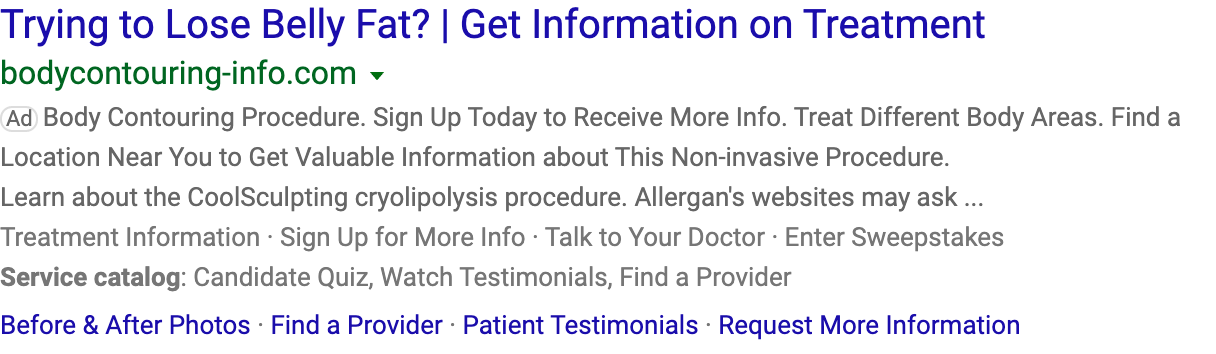 Trying to Lose Belly Fat? | Get Information on Treatment
bodycontouring-info.com
Ad Body Contouring Procedure. Sign Up Today to Receive More Info. Treat Different Body Areas. Find a
Location Near You to Get Valuable Information about This Non-invasive Procedure.
Learn about the CoolSculpting cryolipolysis procedure. Allergan's websites may ask ...
Treatment Information · Sign Up for More Info · Talk to Your Doctor · Enter Sweepstakes
Service catalog: Candidate Quiz, Watch Testimonials, Find a Provider
Before & After Photos · Find a Provider · Patient Testimonials · Request More Information